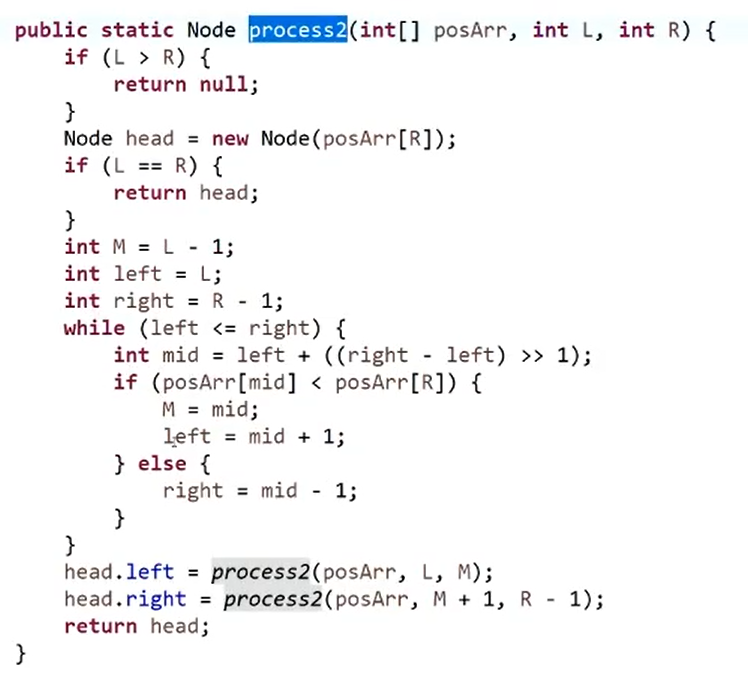 public static Node process2(int[] posArr, int L, int R) {
    if (L > R) {
        return null;
    }
    Node head = new Node(posArr[R]);
    if (L == R) {
        return head;
    }
    int M = L - 1;
    int left = L;
    int right = R - 1;
    while (left <= right) {
        int mid = left + ((right - left) >> 1);
        if (posArr[mid] < posArr[R]) {
            M = mid;
            left = mid + 1;
        } else {
            right = mid - 1;
        }
    }
    head.left = process2(posArr, L, M);
    head.right = process2(posArr, M + 1, R - 1);
    return head;
}